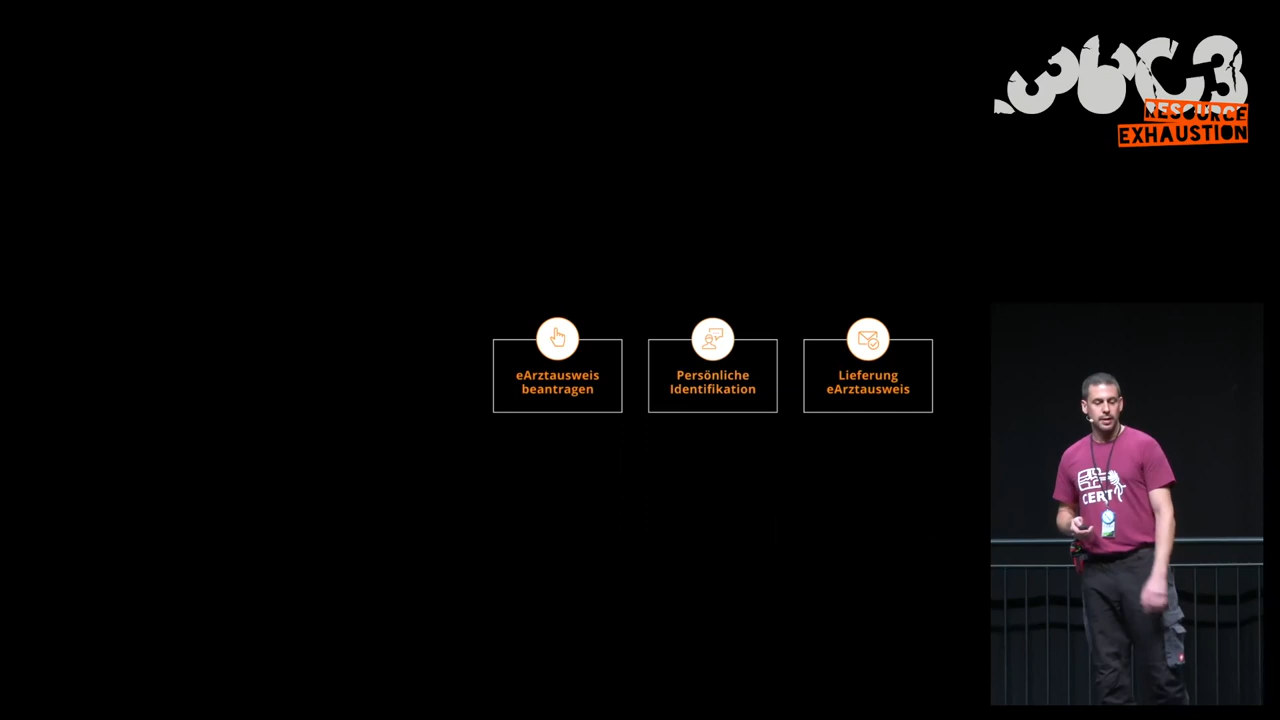 36C3
RESOURCE
EXHAUSTION
eArztausweis
beantragen
Persönliche
Identifikation
Lieferung
eArztausweis
CERT